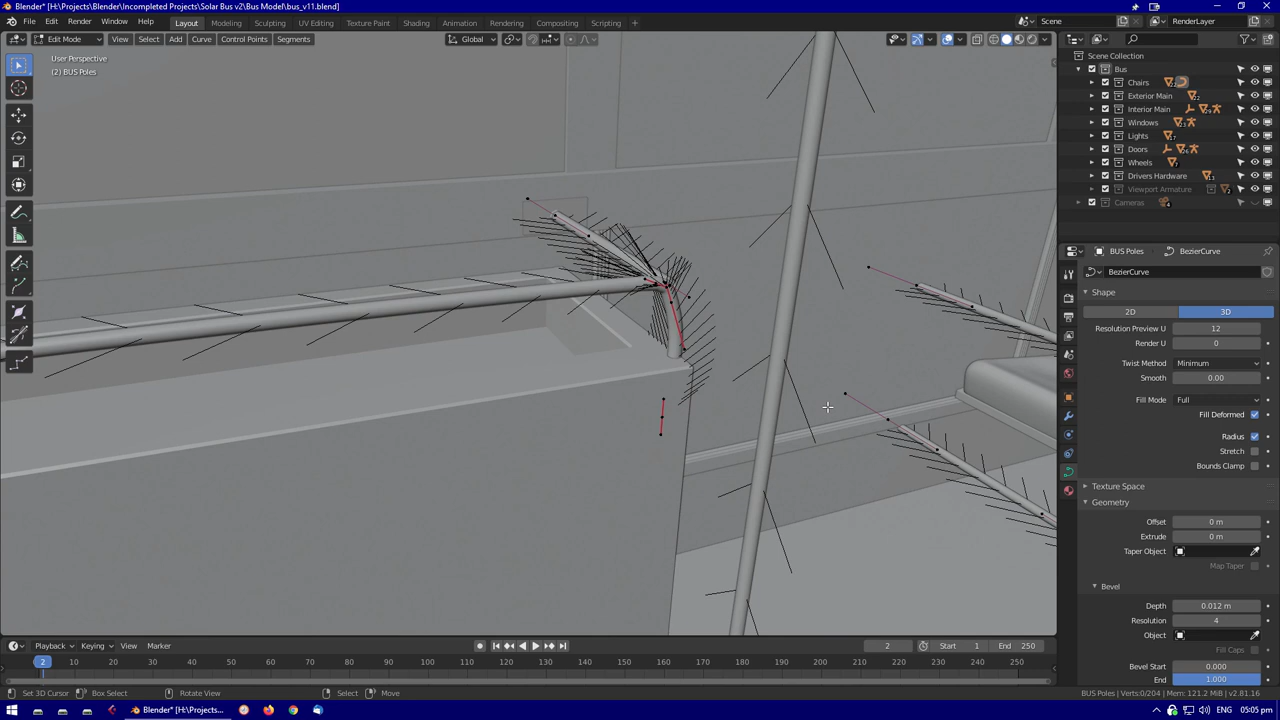 Blender* [H:\Projects\Blender\Incompleted Projects\Solar Bus v2\Bus Model\bus_v11.blend]
File Edit Render Window Help Layout Modeling Sculpting UV Editing Texture Paint Shading Animation Rendering Compositing Scripting + Scene RenderLayer
Edit Mode View Select Add Curve Control Points Segments Global
User Perspective
(2) BUS Poles
Scene Collection
Bus
Chairs
Exterior Main
Interior Main
Windows
Lights
Doors
Wheels
Drivers Hardware
Viewport Armature
Cameras
BUS Poles BezierCurve
BezierCurve
Shape
2D 3D
Resolution Preview U 12
Render U 0
Twist Method Minimum
Smooth 0.00
Fill Mode Full
Fill Deformed
Radius
Stretch
Bounds Clamp
Texture Space
Geometry
Offset 0 m
Extrude 0 m
Taper Object
Map Taper
Bevel
Depth 0.012 m
Resolution 4
Object
Fill Caps
Bevel Start 0.000
End 1.000
Playback Keying View Marker 2 Start 1 End 250
2 10 20 30 40 50 60 70 80 90 100 110 120 130 140 150 160 170 180 190 200 210 220 230 240 250
Set 3D Cursor Box Select Rotate View Select Move BUS Poles | Verts:0/204 | Mem: 121.2 MiB | v2.81.16
Blender* [H:\Projects... ENG 05:05 pm